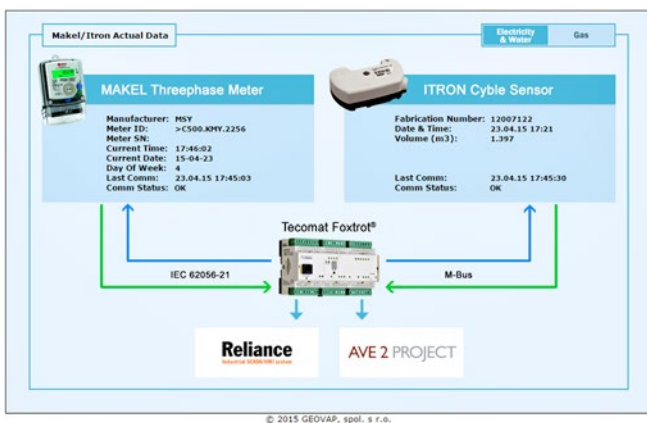 Makel/Itron Actual Data
Electricity
& Water
Gas
MAKEL Threephase Meter
Manufacturer: MSY
Meter ID: >C500.KMY.2256
Meter SN:
Current Time: 17:46:02
Current Date: 15-04-23
Day Of Week: 4
Last Comm: 23.04.15 17:45:03
Comm Status: OK
ITRON Cyble Sensor
Fabrication Number: 12007122
Date & Time: 23.04.15 17:21
Volume (m3): 1.397
Last Comm: 23.04.15 17:45:30
Comm Status: OK
Tecomat Foxtrot®
IEC 62056-21
M-Bus
Reliance
Industrial SCADA/HMI system
AVE 2 PROJECT
© 2015 GEOVAP, spol. s r.o.